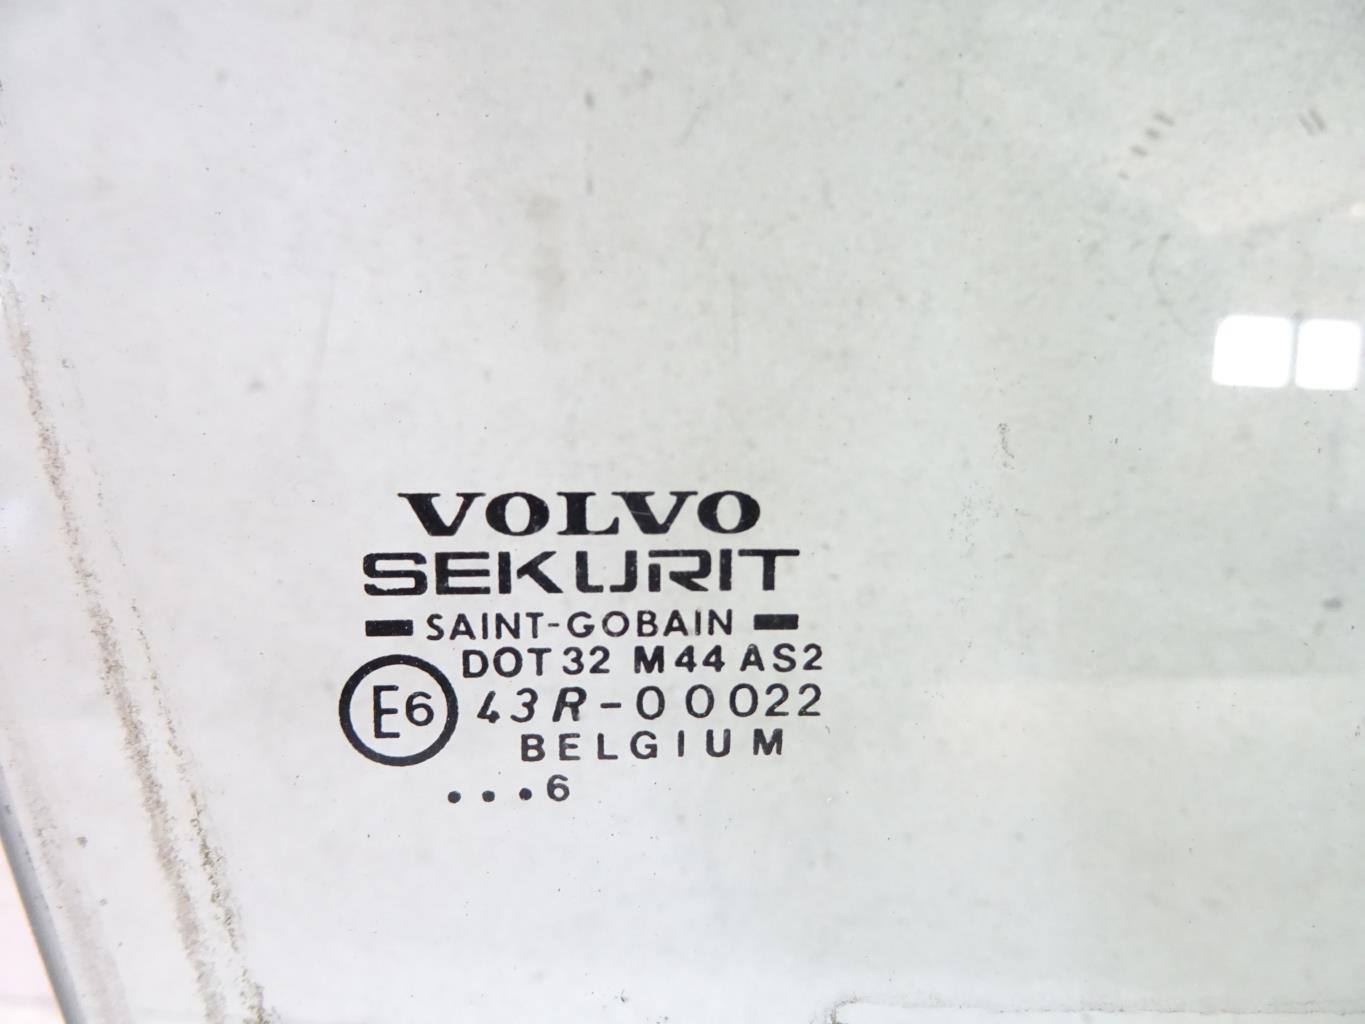 VOLVO
SEKURIT
SAINT-GOBAIN
DOT 32 M44 AS2
E6 43R-00022
BELGIUM
...6